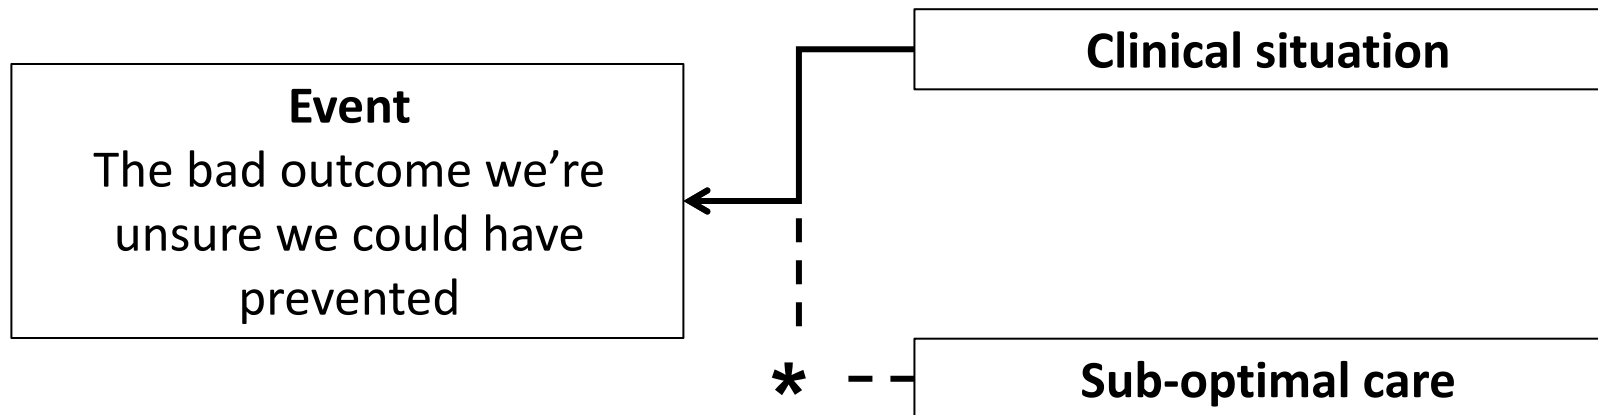 Clinical situation
Event
The bad outcome we’re
unsure we could have
prevented
*
Sub-optimal care